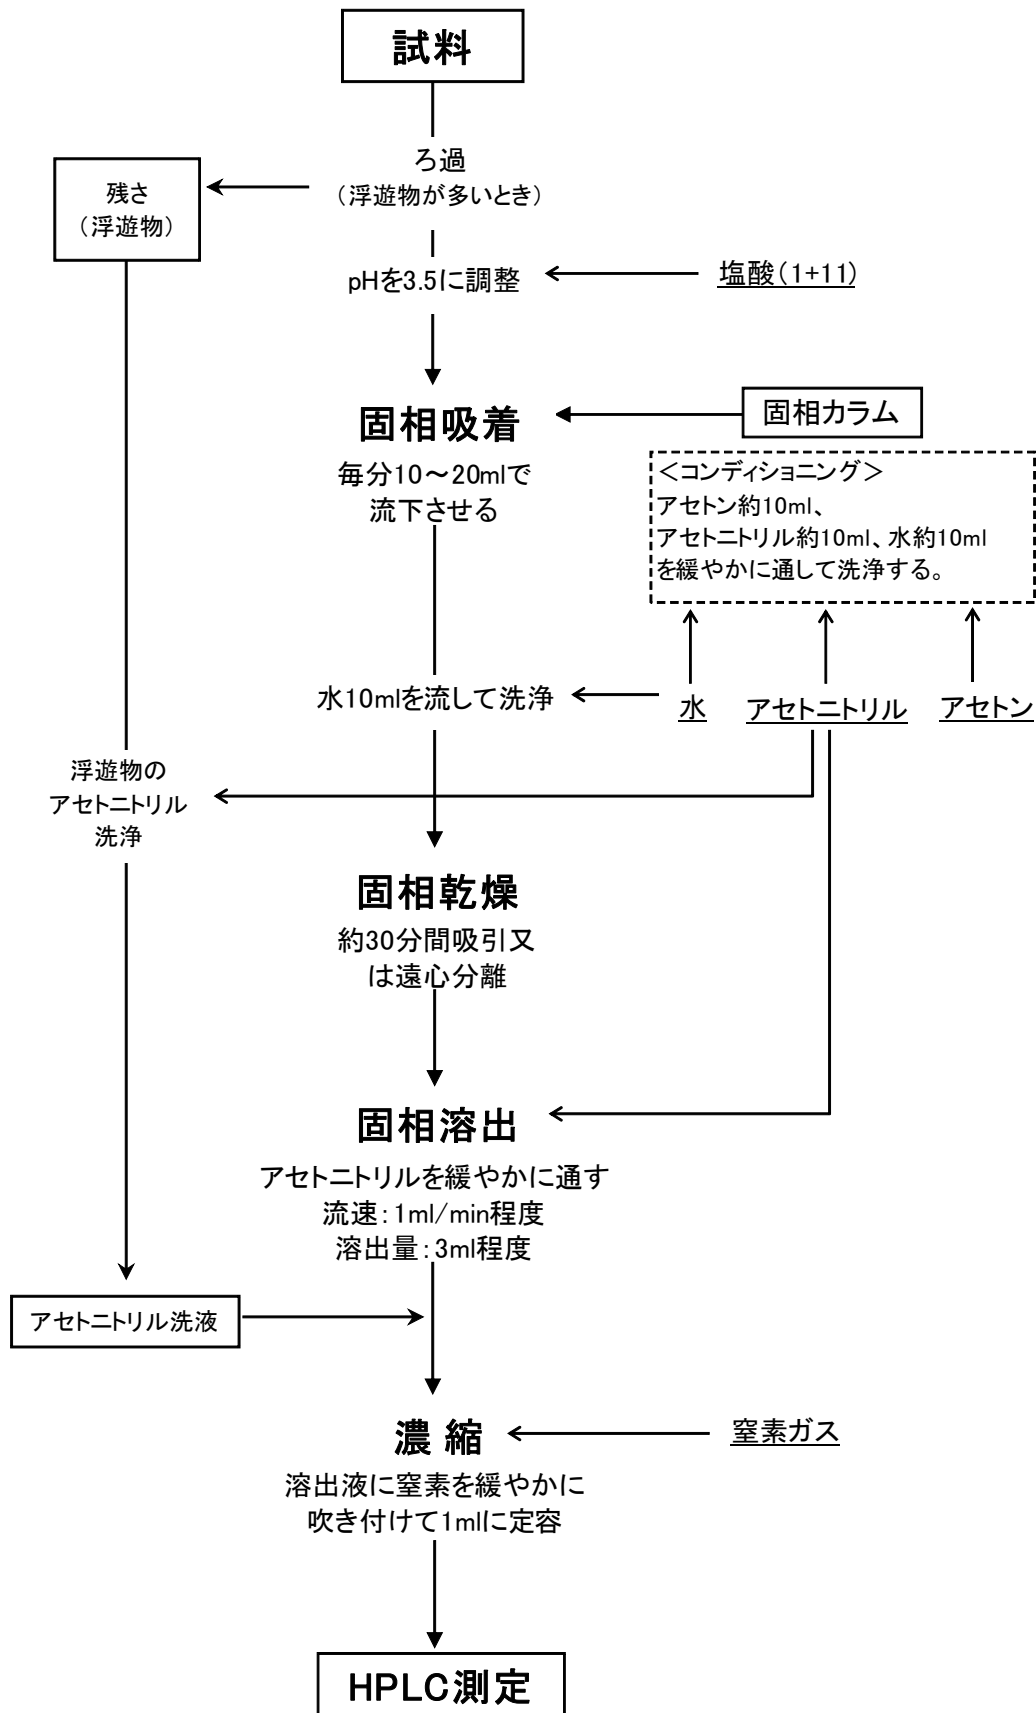 試料
ろ過
（浮遊物が多いとき）
残さ
（浮遊物）
pHを3.5に調整
塩酸（1+11）
固相吸着
毎分10～20mlで
流下させる
固相カラム
＜コンディショニング＞
アセトン約10ml、
アセトニトリル約10ml、水約10ml
を緩やかに通して洗浄する。
水10mlを流して洗浄
水
アセトニトリル
アセトン
浮遊物の
アセトニトリル
洗浄
固相乾燥
約30分間吸引又
は遠心分離
固相溶出
アセトニトリルを緩やかに通す
流速：1ml/min程度
溶出量：3ml程度
アセトニトリル洗液
濃 縮
窒素ガス
溶出液に窒素を緩やかに
吹き付けて1mlに定容
HPLC測定